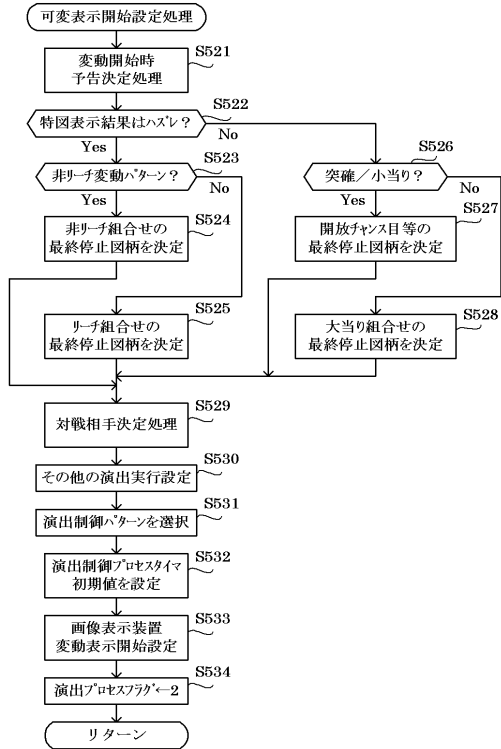 可変表示開始設定処理
S521
変動開始時
予告決定処理
S522
特図表示結果はﾊｽﾞﾚ?
No
Yes
S523
非ﾘｰﾁ変動ﾊﾟﾀｰﾝ?
No
Yes
S526
突確/小当り?
No
Yes
S524
非ﾘｰﾁ組合せの
最終停止図柄を決定
S527
開放ﾁｬﾝｽ目等の
最終停止図柄を決定
S525
ﾘｰﾁ組合せの
最終停止図柄を決定
S528
大当り組合せの
最終停止図柄を決定
S529
対戦相手決定処理
S530
その他の演出実行設定
S531
演出制御ﾊﾟﾀｰﾝを選択
S532
演出制御ﾌﾟﾛｾｽﾀｲﾏ
初期値を設定
S533
画像表示装置
変動表示開始設定
S534
演出ﾌﾟﾛｾｽﾌﾗｸﾞ←2
リターン